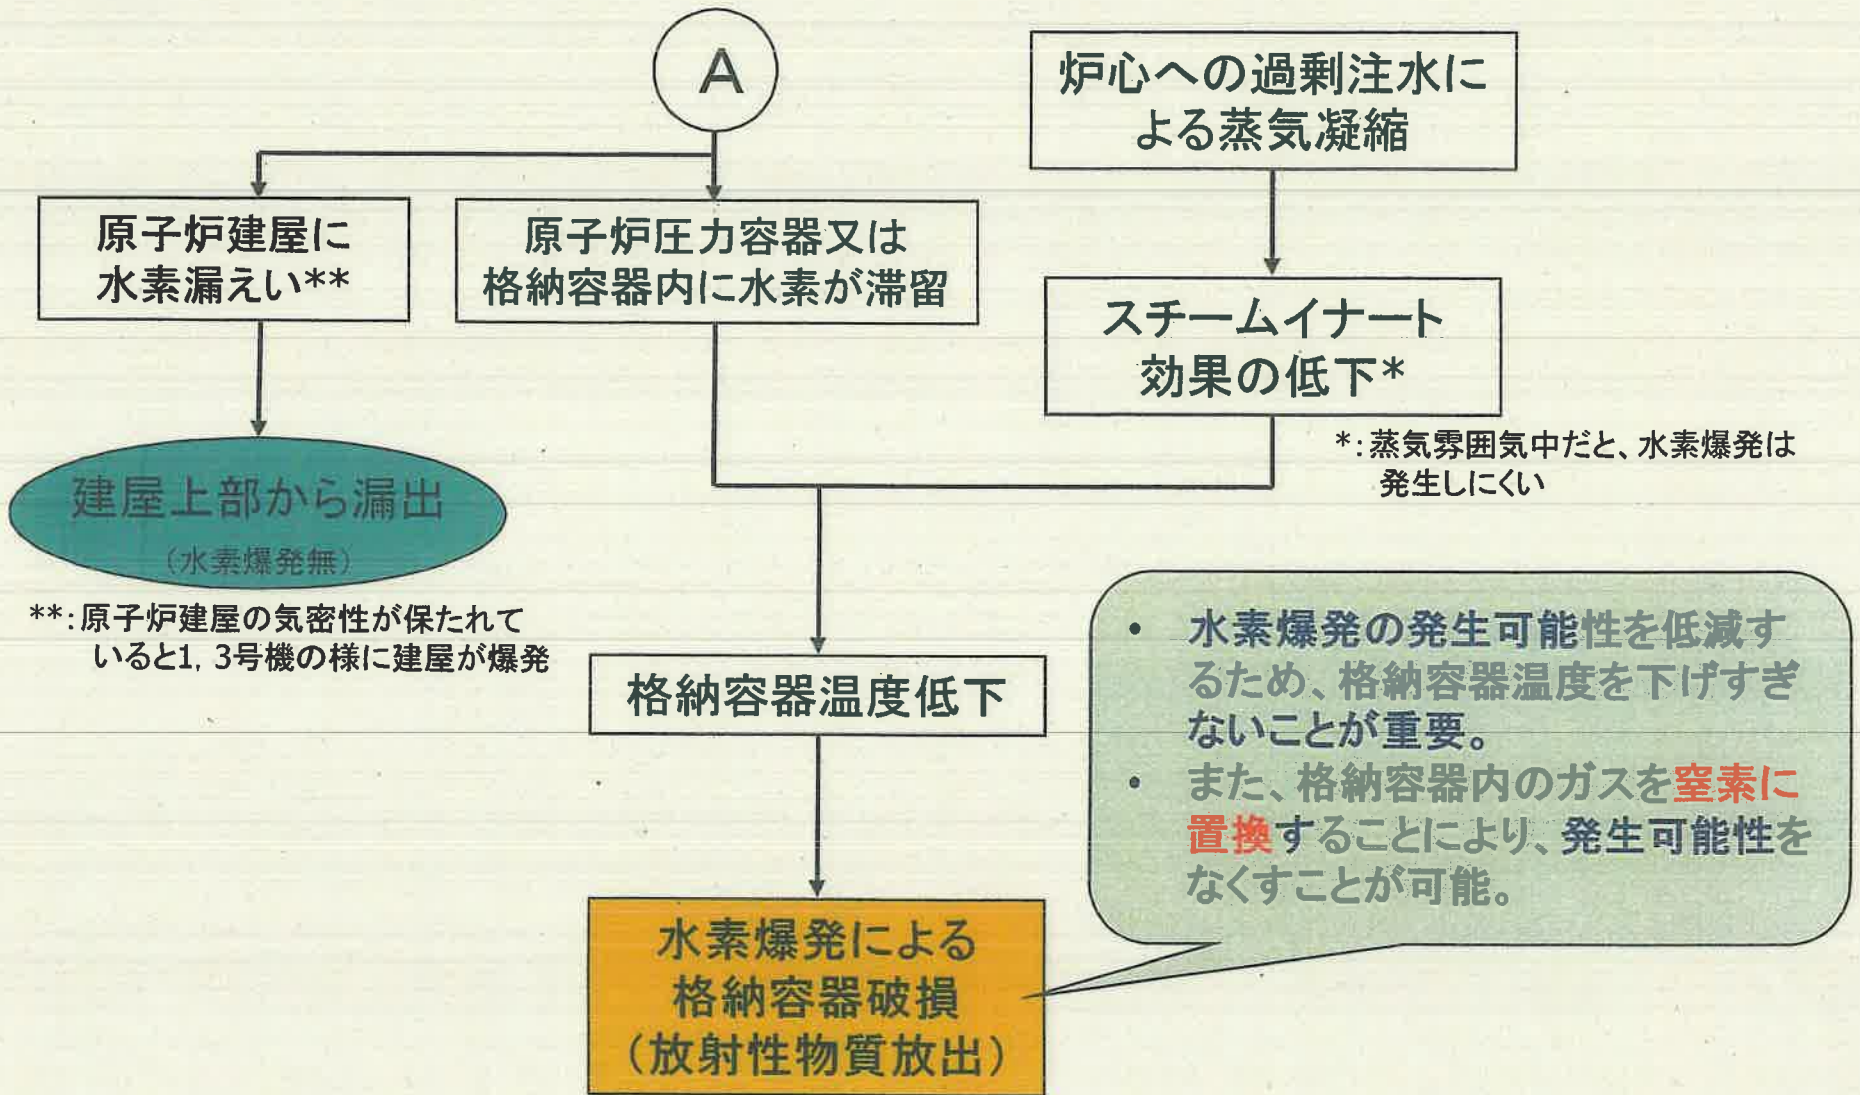 A
炉心への過剰注水に
よる蒸気凝縮
原子炉建屋に
水素漏えい**
原子炉圧力容器又は
格納容器内に水素が滞留
スチームイナート
効果の低下*
*:蒸気雰囲気中だと、水素爆発は
発生しにくい
建屋上部から漏出
(水素爆発無)
**:原子炉建屋の気密性が保たれて
いると1, 3号機の様に建屋が爆発
格納容器温度低下
• 水素爆発の発生可能性を低減す
るため、格納容器温度を下げすぎ
ないことが重要。
• また、格納容器内のガスを窒素に
置換することにより、発生可能性を
なくすことが可能。
水素爆発による
格納容器破損
(放射性物質放出)